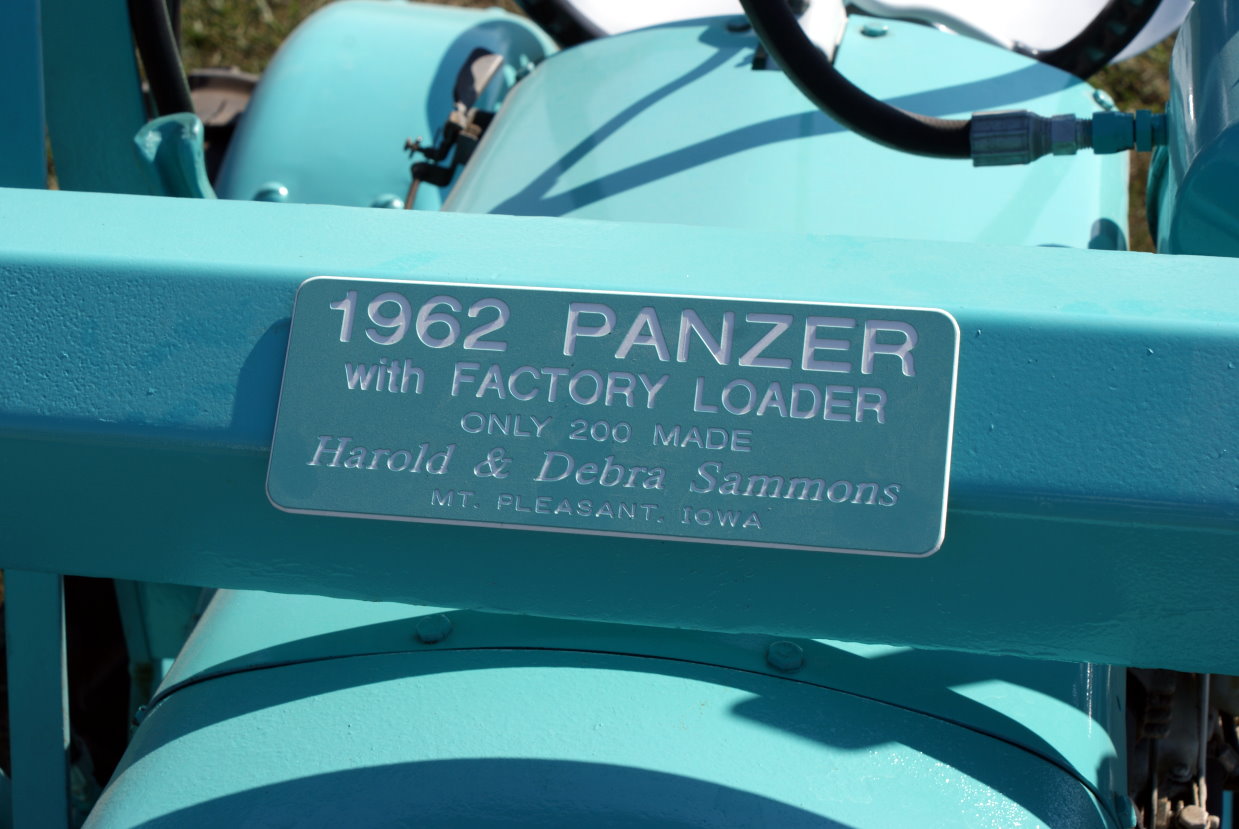 1962 PANZER
with FACTORY LOADER
ONLY 200 MADE
Harold & Debra Sammons
MT. PLEASANT, IOWA